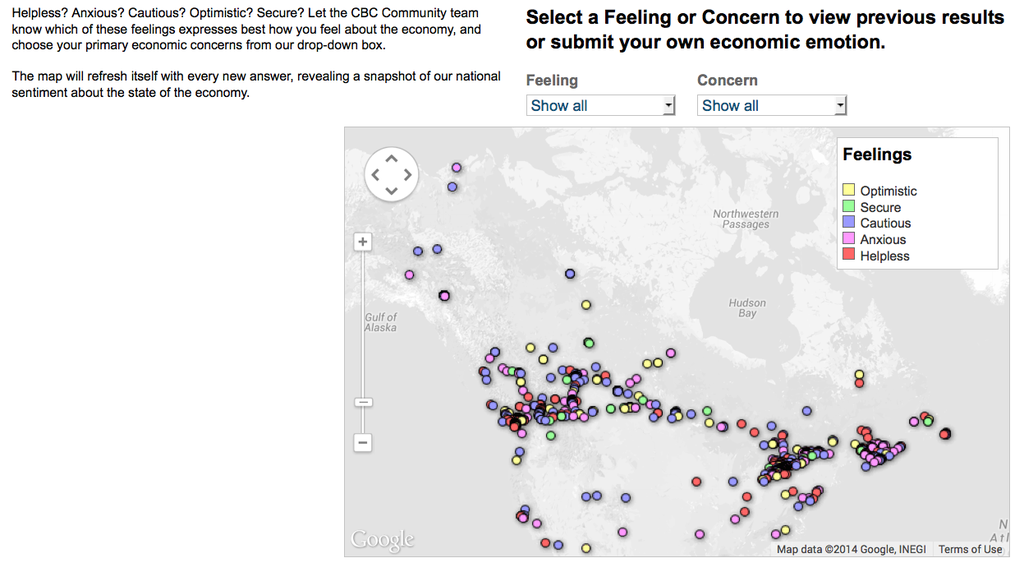 Helpless? Anxious? Cautious? Optimistic? Secure? Let the CBC Community team
know which of these feelings expresses best how you feel about the economy, and
choose your primary economic concerns from our drop-down box.
The map will refresh itself with every new answer, revealing a snapshot of our national
sentiment about the state of the economy.
Select a Feeling or Concern to view previous results
or submit your own economic emotion.
Feeling
Concern
Show all
Show all
Feelings
Optimistic
Secure
Cautious
Anxious
Helpless
Northwestern
Passages
Hudson
Bay
Gulf of
Alaska
N
Atl
Google
Map data ©2014 Google, INEGI
Terms of Use